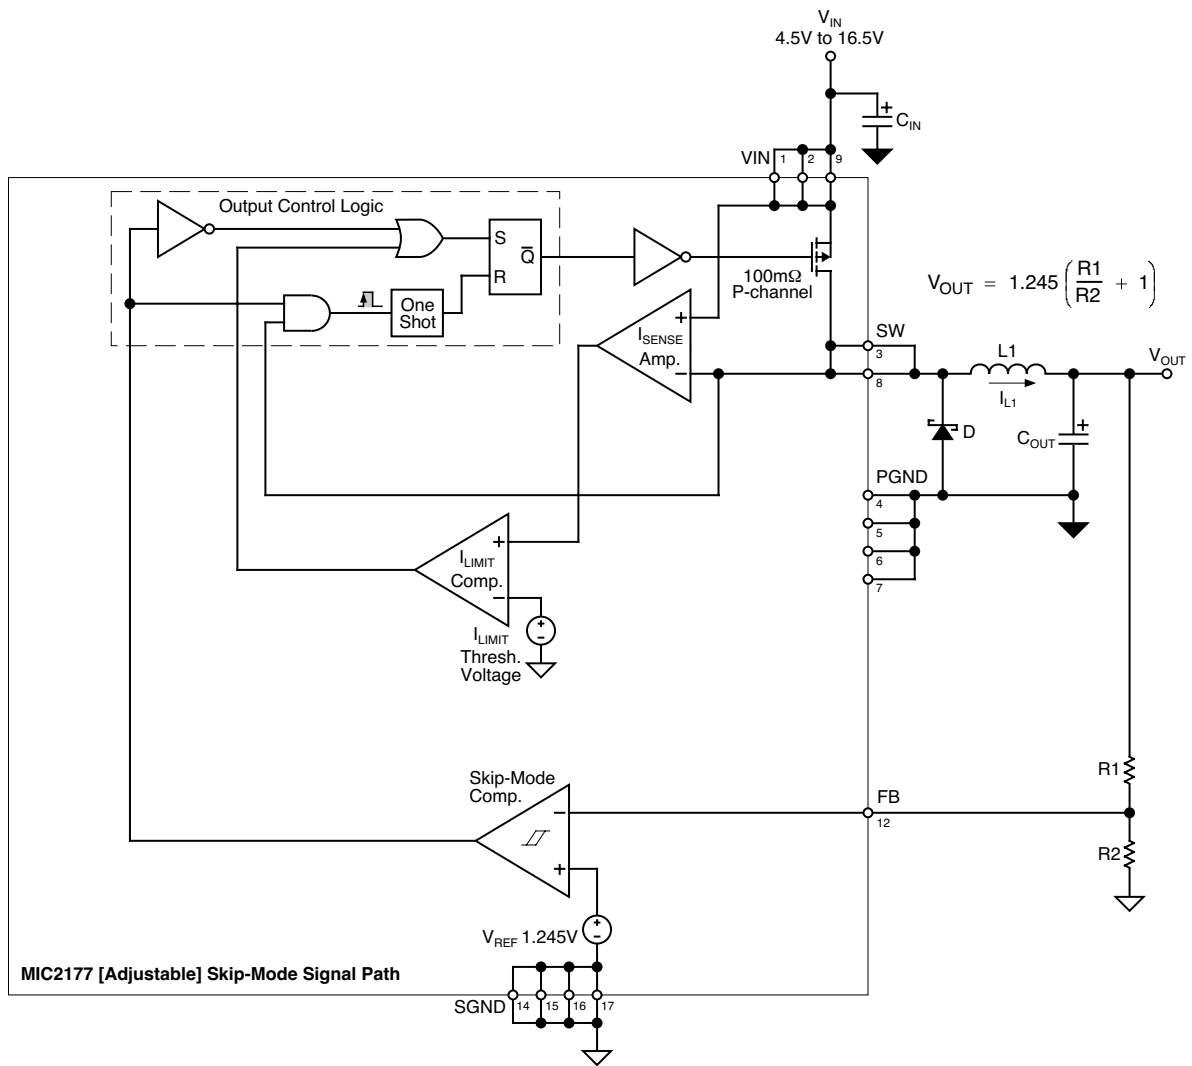 V_IN
4.5V to 16.5V
C_IN
VIN
1
2
9
Output Control Logic
S
Q̅
R
One
Shot
100mΩ
P-channel
V_OUT = 1.245 (R1/R2 + 1)
I_SENSE
Amp.
+
−
SW
3
8
L1
I_L1
V_OUT
D
C_OUT
+
PGND
4
5
6
7
I_LIMIT
Comp.
+
−
I_LIMIT
Thresh.
Voltage
+
−
Skip-Mode
Comp.
−
+
FB
12
R1
R2
V_REF 1.245V
+
−
MIC2177 [Adjustable] Skip-Mode Signal Path
SGND
14
15
16
17